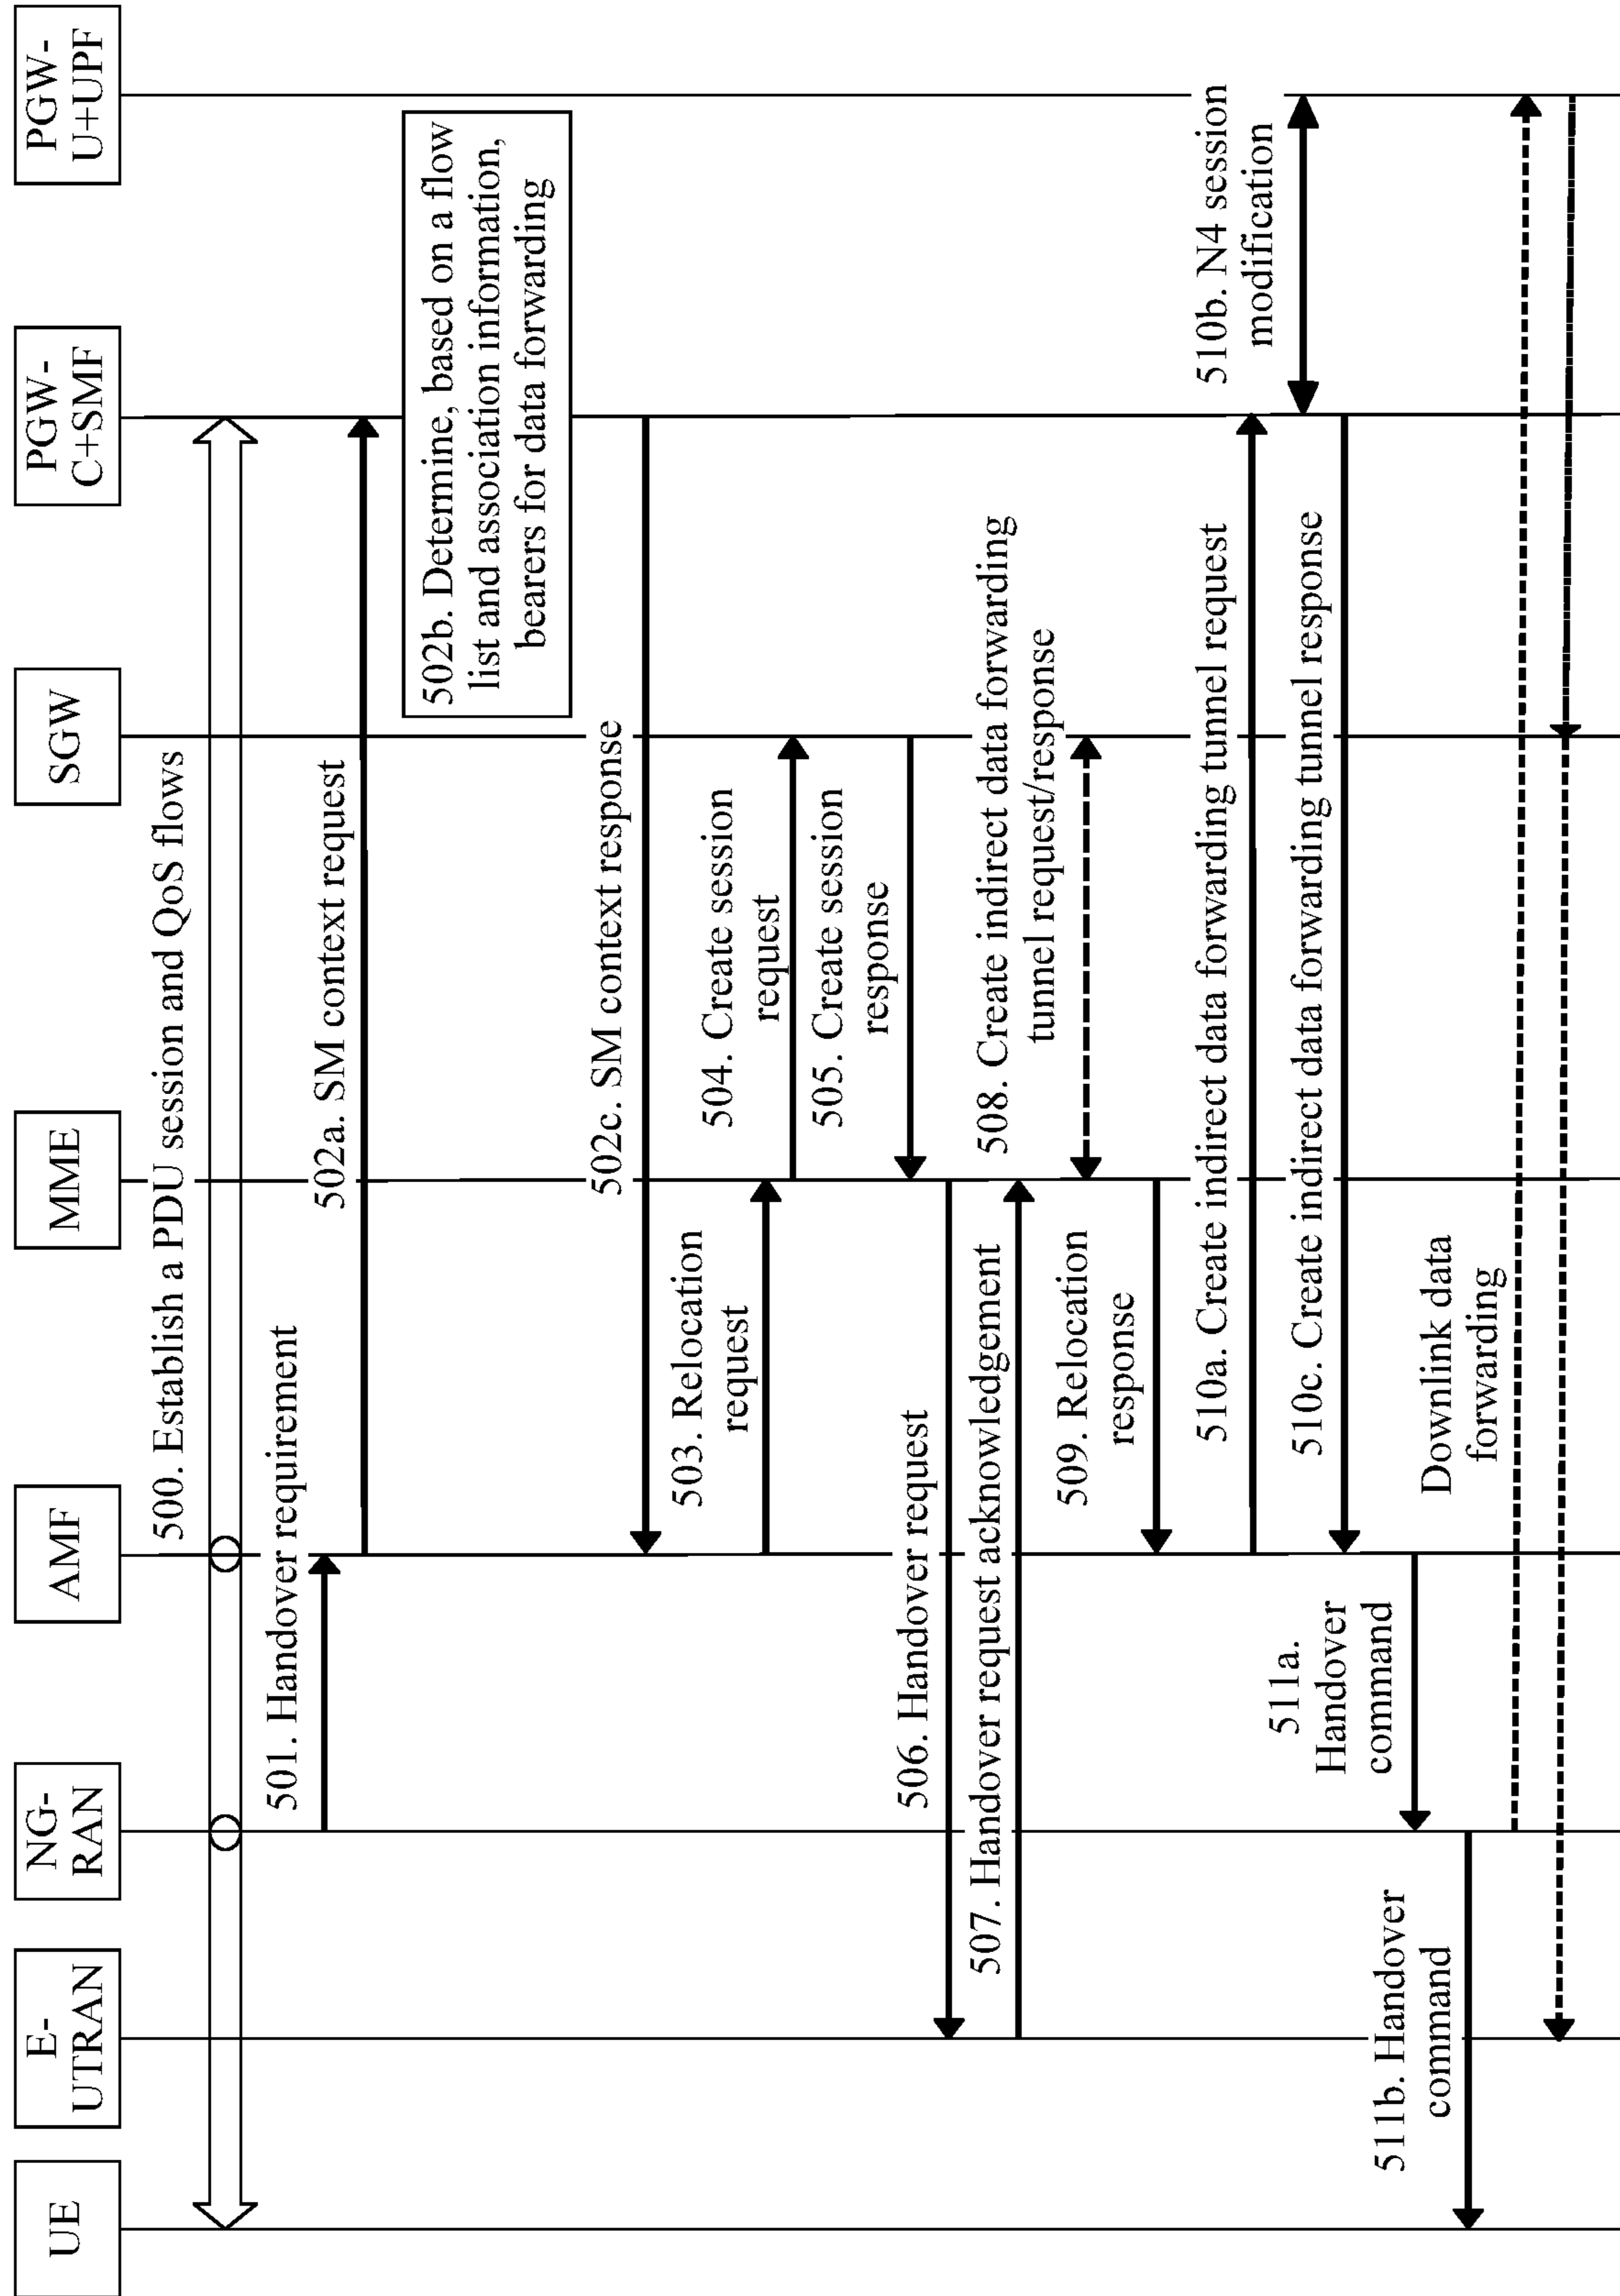 UE
E-
UTRAN
NG-
RAN
AMF
MME
SGW
PGW-
C+SMF
PGW-
U+UPF
500. Establish a PDU session and QoS flows
501. Handover requirement
502a. SM context request
502b. Determine, based on a flow
list and association information,
bearers for data forwarding
502c. SM context response
503. Relocation
request
504. Create session
request
505. Create session
response
506. Handover request
507. Handover request acknowledgement
508. Create indirect data forwarding
tunnel request/response
509. Relocation
response
510a. Create indirect data forwarding tunnel request
510b. N4 session
modification
510c. Create indirect data forwarding tunnel response
511a.
Handover
command
511b. Handover
command
Downlink data
forwarding